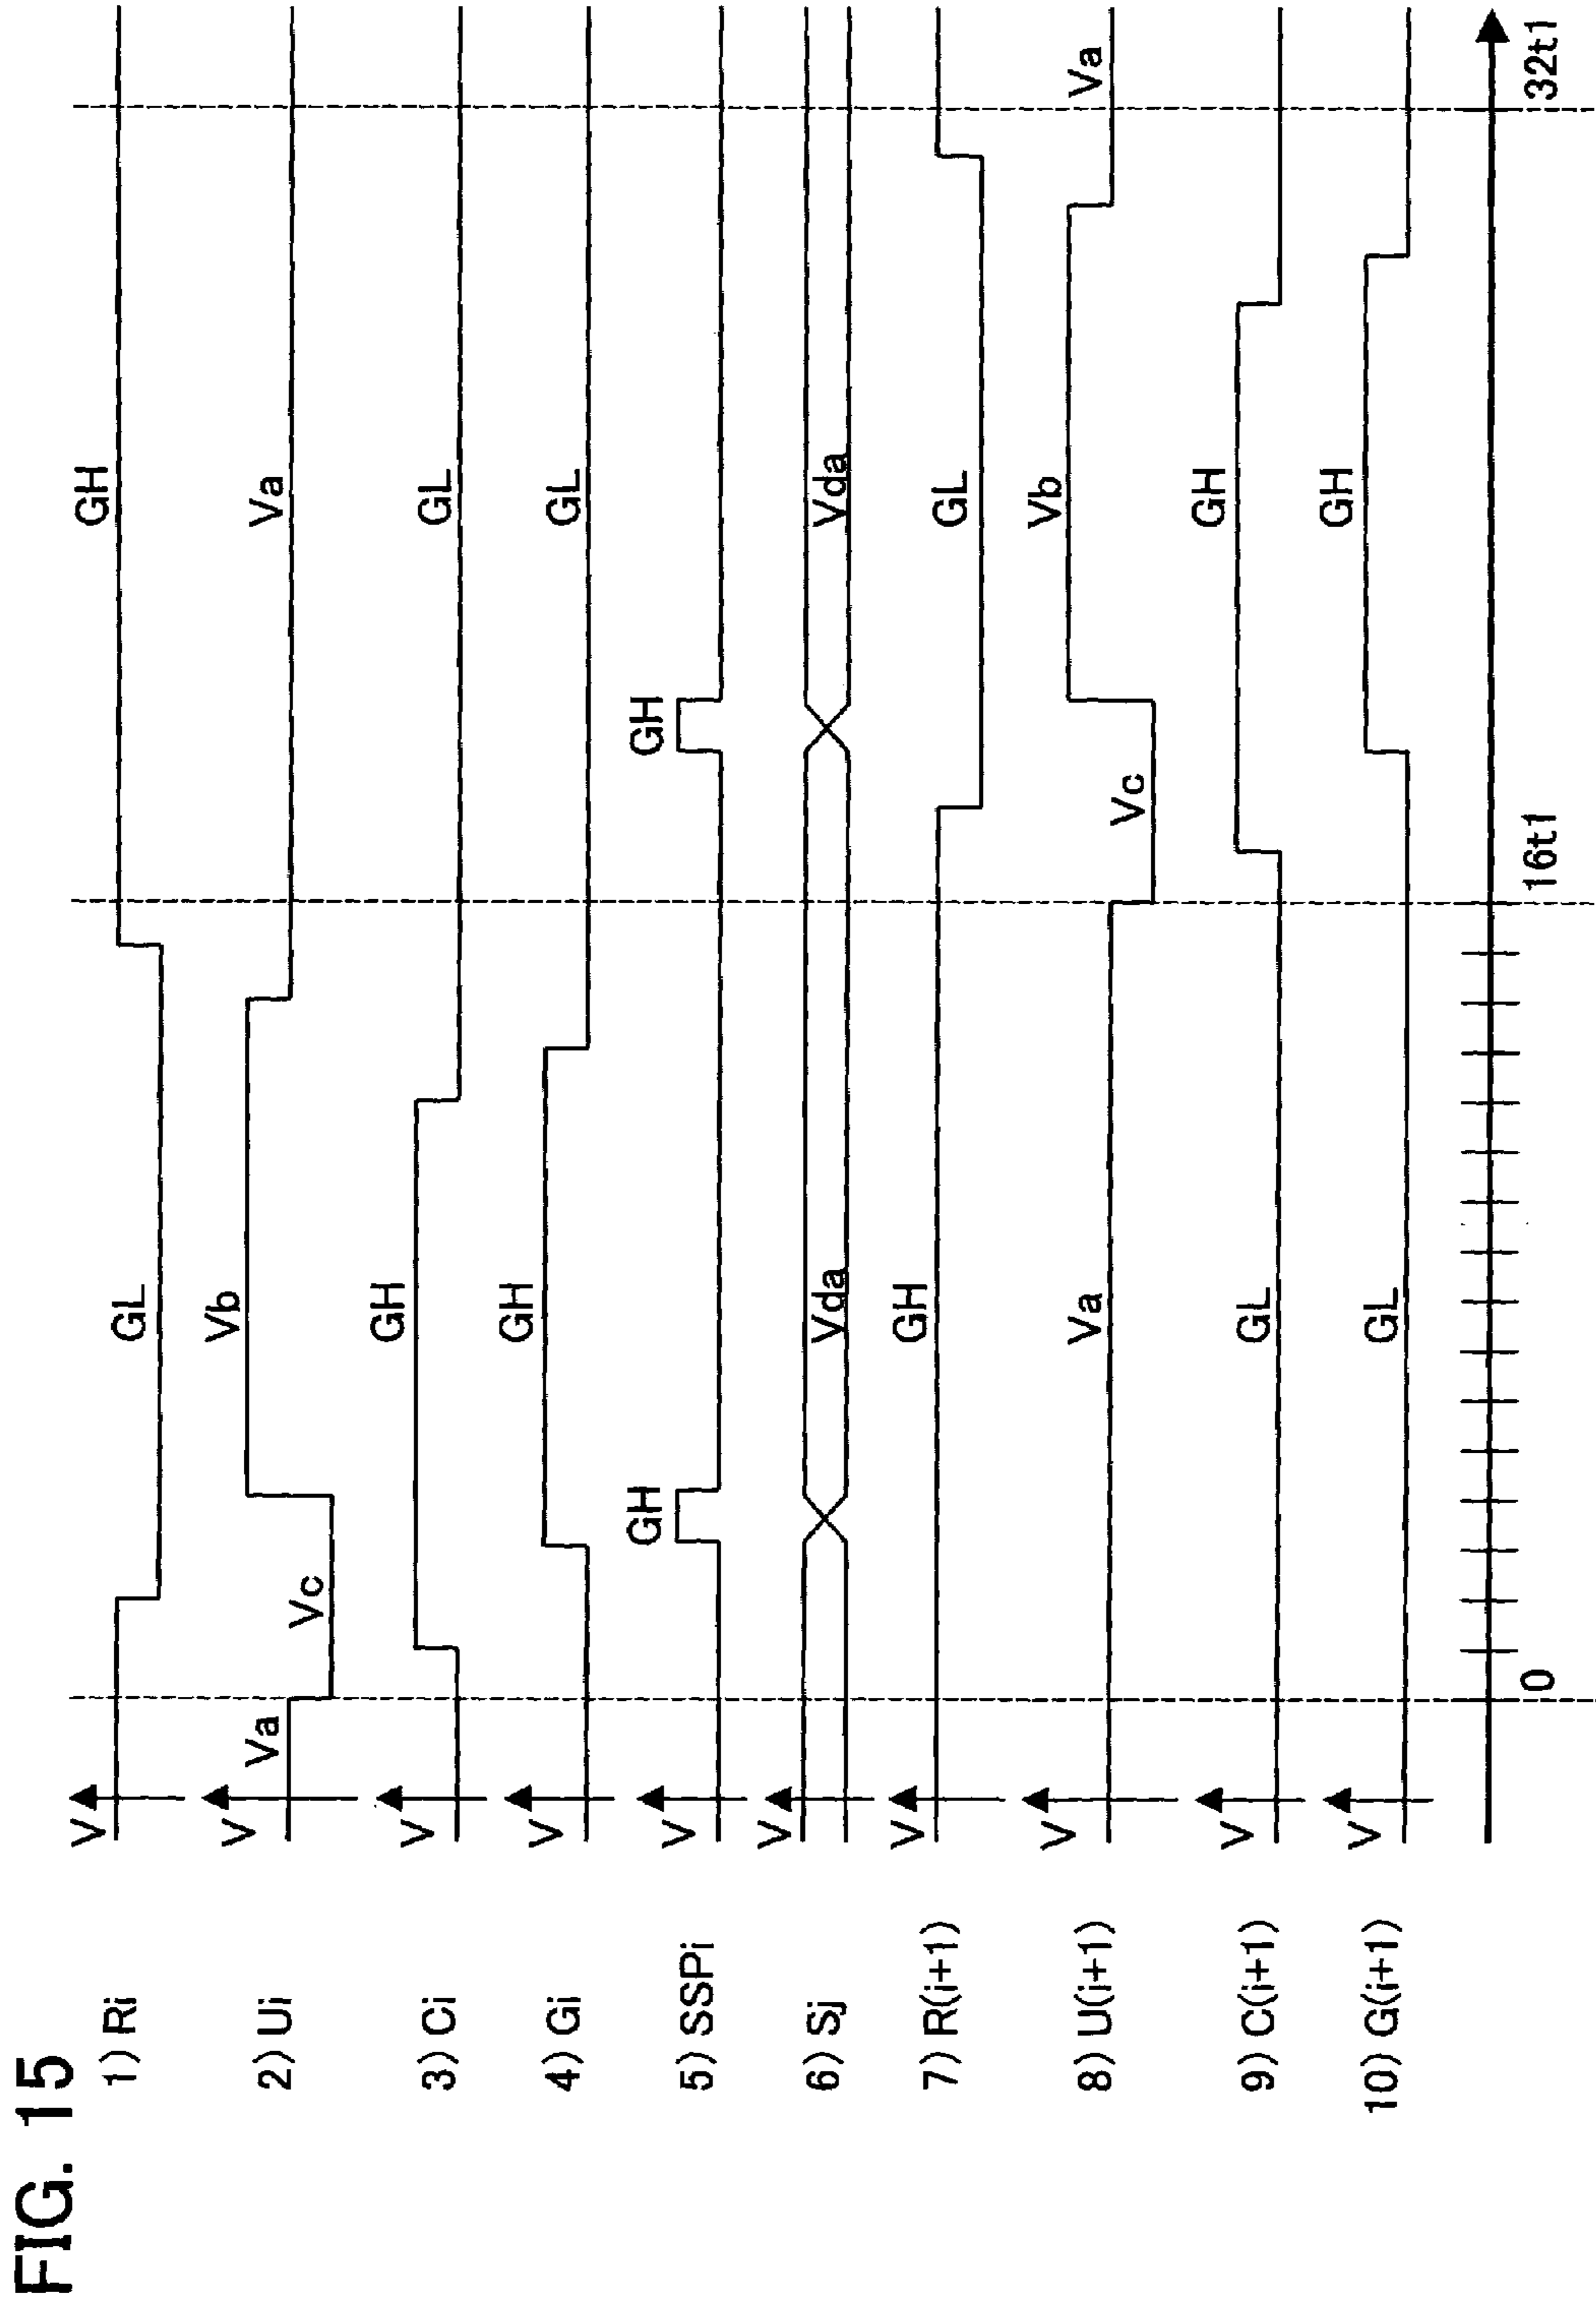 FIG. 15
1) Ri V GL GH
2) Ui V Va Vc Vb Va
3) Ci V GH GL
4) Gi V GH GL
5) SSPi V GH GH
6) Sj V Vda Vda
7) R(i+1) V GH GL
8) U(i+1) V Va Vc Vb Va
9) C(i+1) V GL GH
10) G(i+1) V GL GH
0 16t1 32t1